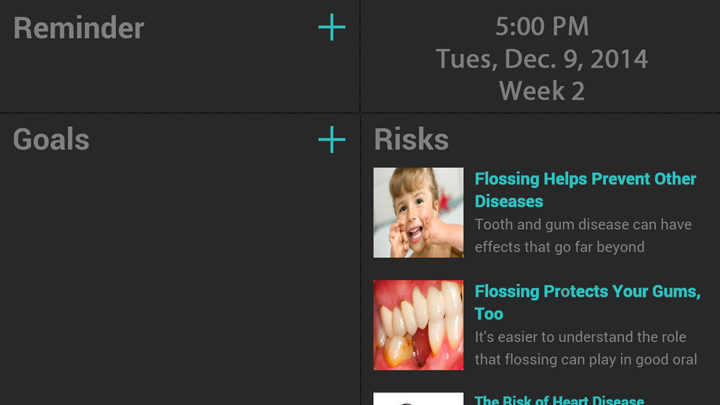 Reminder
5:00 PM
Tues, Dec. 9, 2014
Week 2
Goals
Risks
Flossing Helps Prevent Other
Diseases
Tooth and gum disease can have
effects that go far beyond
Flossing Protects Your Gums,
Too
It's easier to understand the role
that flossing can play in good oral
The Risk of Heart Disease